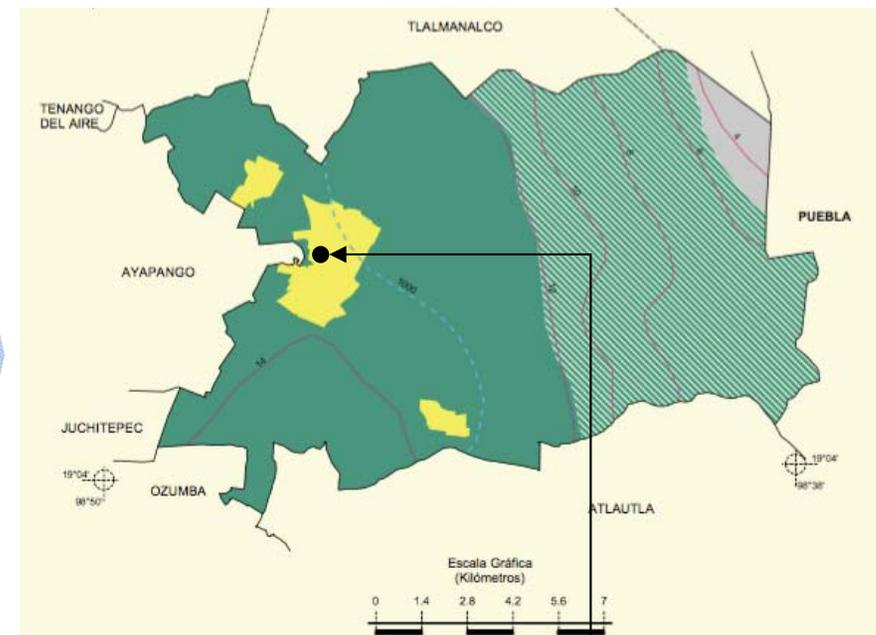 TLALMANALCO
TENANGO
DEL AIRE
PUEBLA
AYAPANGO
1000
14
JUCHITEPEC
19°04'
98°50'
OZUMBA
19°04'
98°38'
ATLAUTLA
Escala Gráfica
(Kilómetros)
0 1.4 2.8 4.2 5.6 7